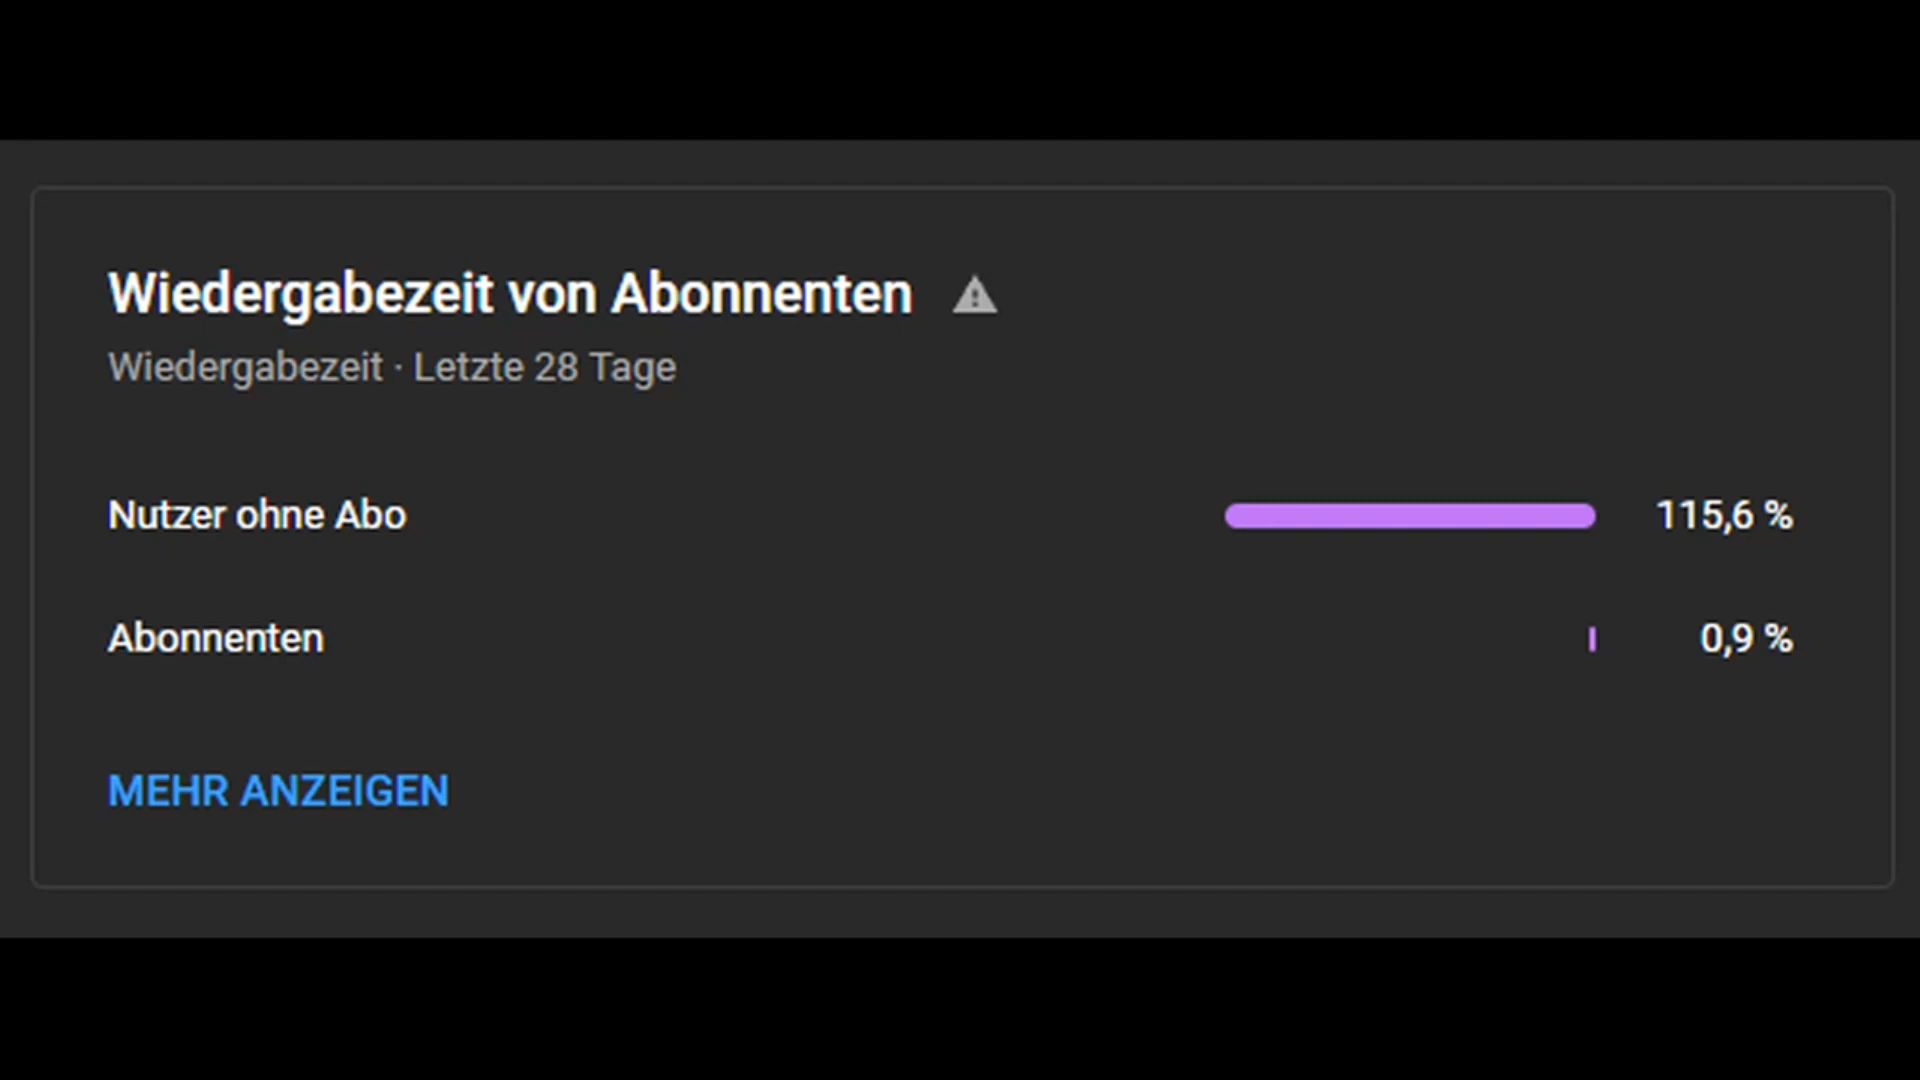 Wiedergabezeit von Abonnenten
Wiedergabezeit · Letzte 28 Tage
Nutzer ohne Abo 115,6 %
Abonnenten 0,9 %
MEHR ANZEIGEN